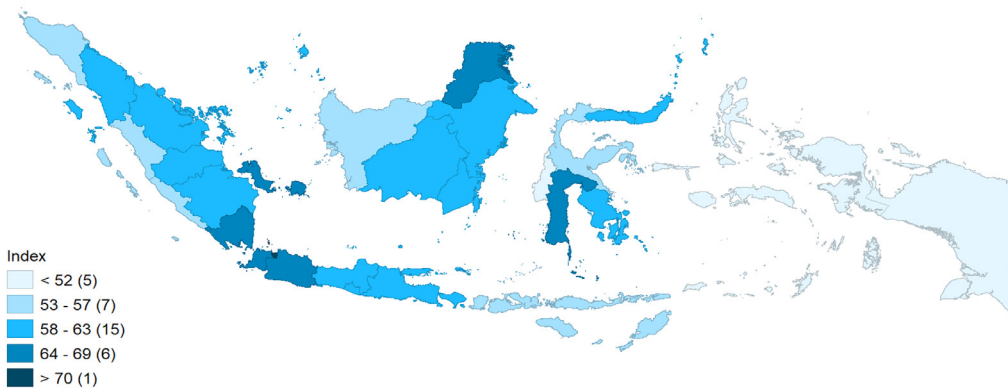 Index
< 52 (5)
53 - 57 (7)
58 - 63 (15)
64 - 69 (6)
> 70 (1)